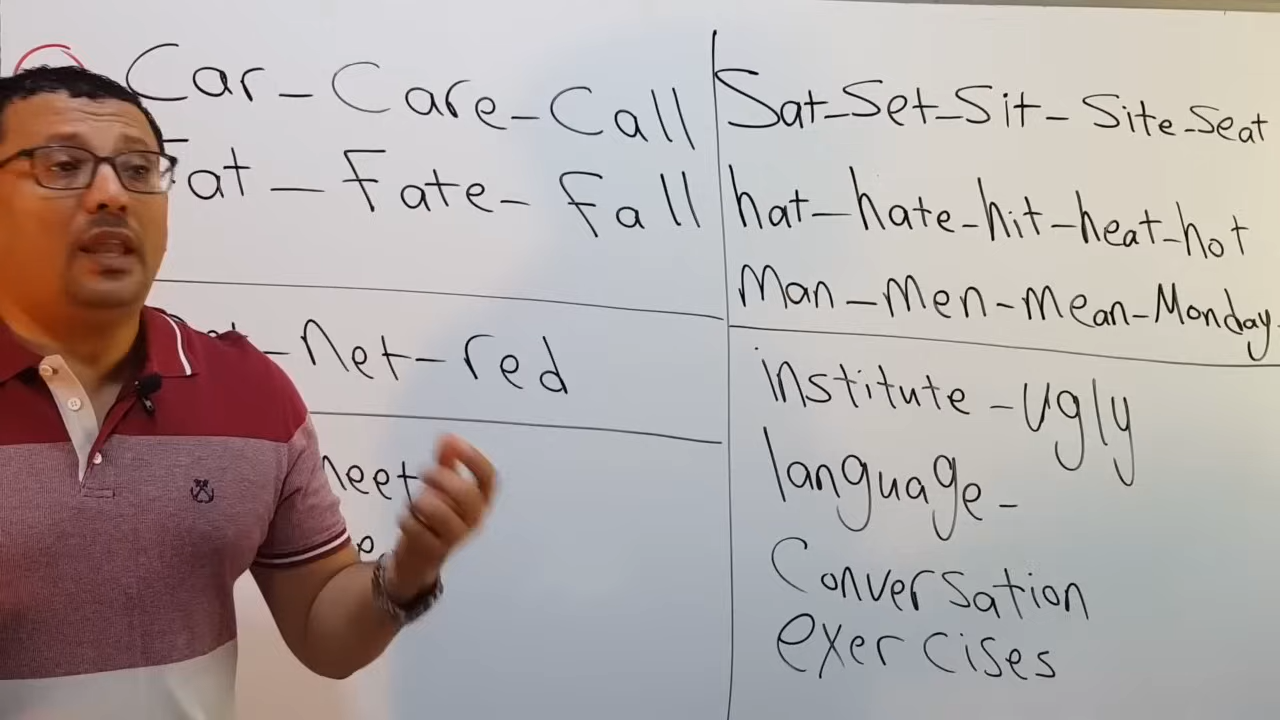 Car - Care - Call
Fat - Fate - Fall
- Net - red
meet
Sat - Set - Sit - Site - Seat
hat - hate - hit - heat - hot
Man - Men - Mean - Monday
institute - Ugly
language -
Conversation
exercises